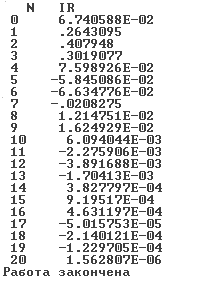 N IR
0 6.740588E-02
1 .2643095
2 .407948
3 .3019077
4 7.598926E-02
5 -5.845086E-02
6 -6.634776E-02
7 -.0208275
8 1.214751E-02
9 1.624929E-02
10 6.094044E-03
11 -2.275906E-03
12 -3.891688E-03
13 -1.70413E-03
14 3.827797E-04
15 9.19517E-04
16 4.631197E-04
17 -5.015753E-05
18 -2.140121E-04
19 -1.229705E-04
20 1.562807E-06
Работа закончена